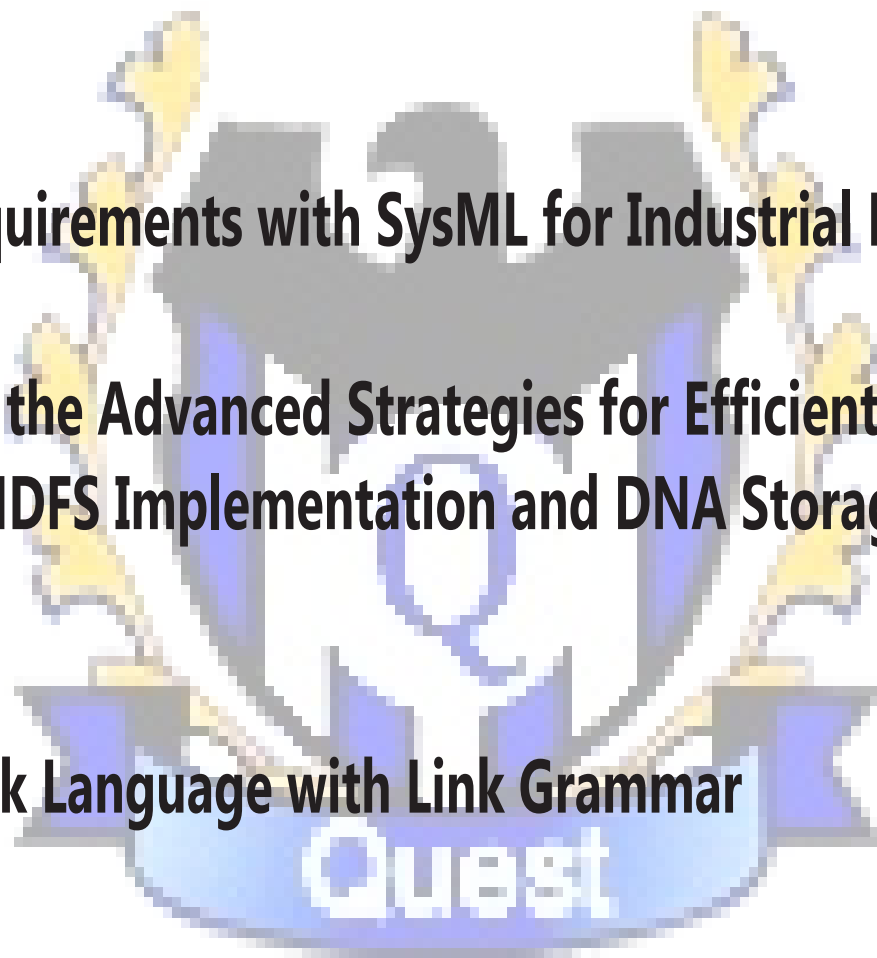 quirements with SysML for Industrial
the Advanced Strategies for Efficient
HDFS Implementation and DNA Storag
Q
k Language with Link Grammar
Quest